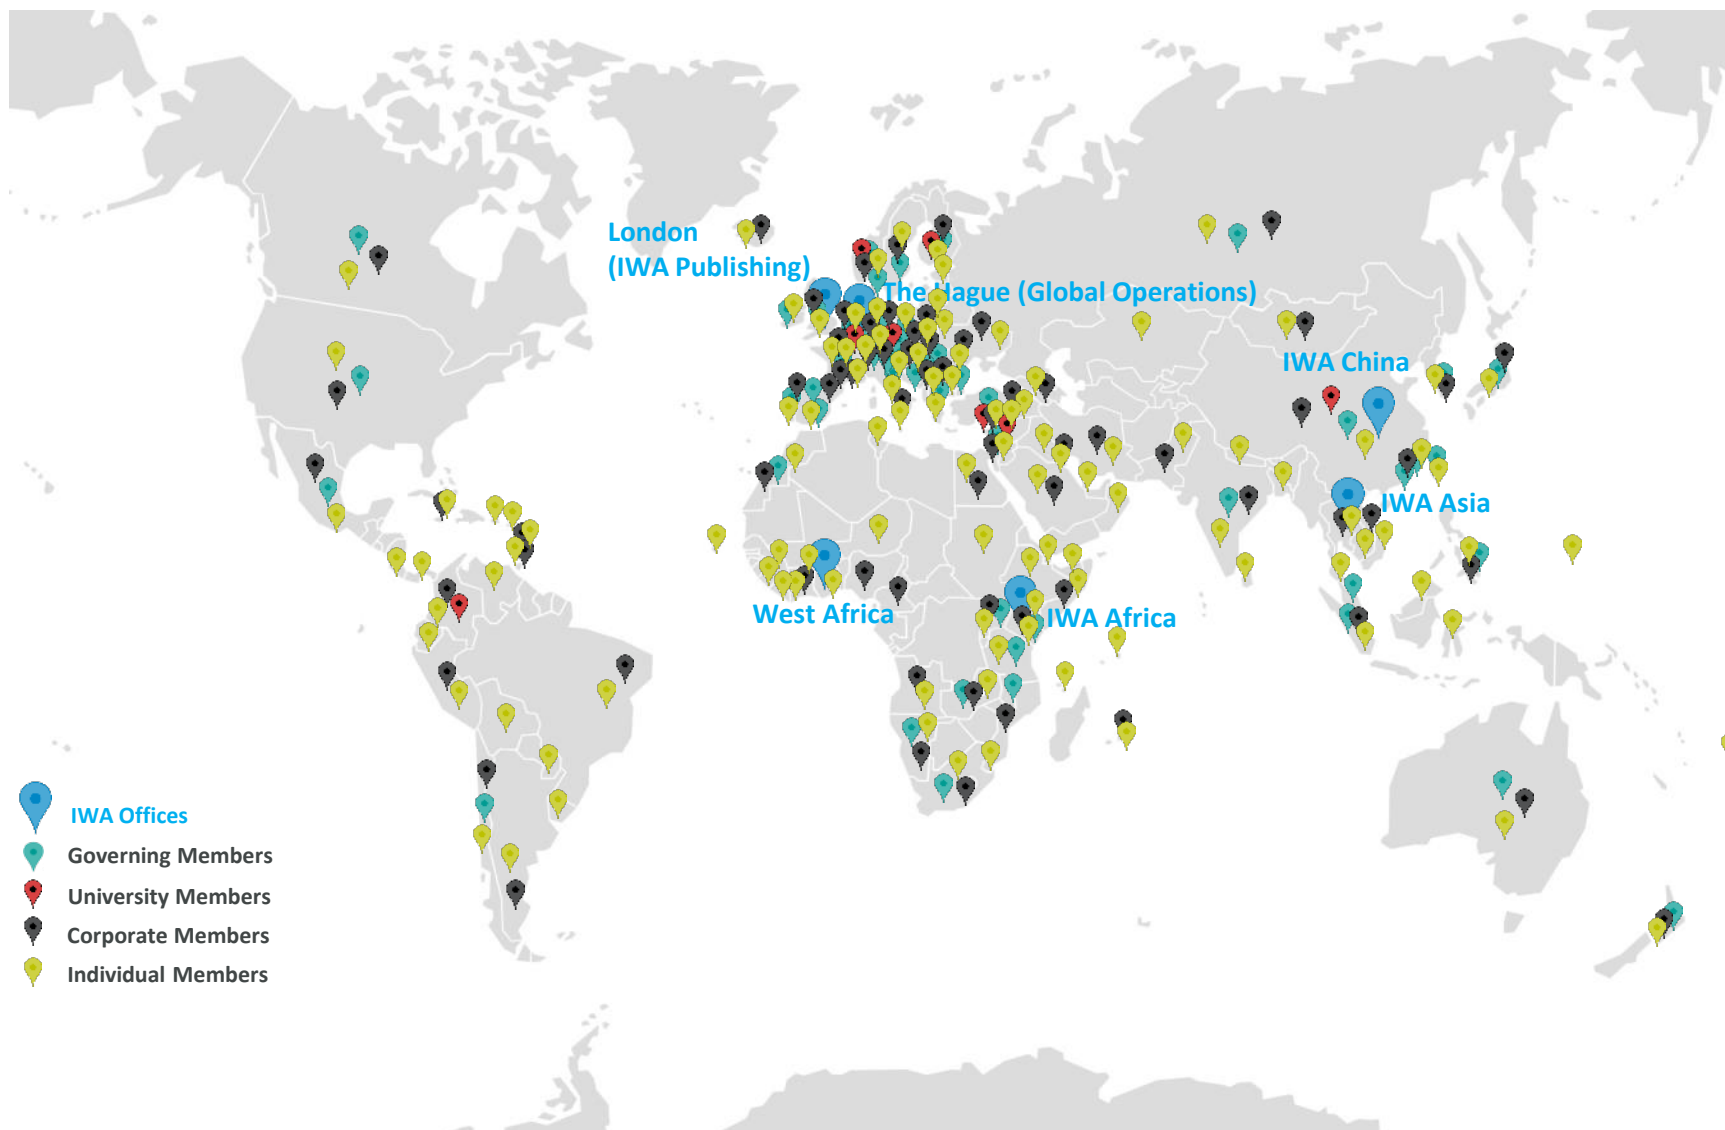 London
(IWA Publishing)
The Hague (Global Operations)
IWA China
IWA Asia
West Africa
IWA Africa
IWA Offices
Governing Members
University Members
Corporate Members
Individual Members